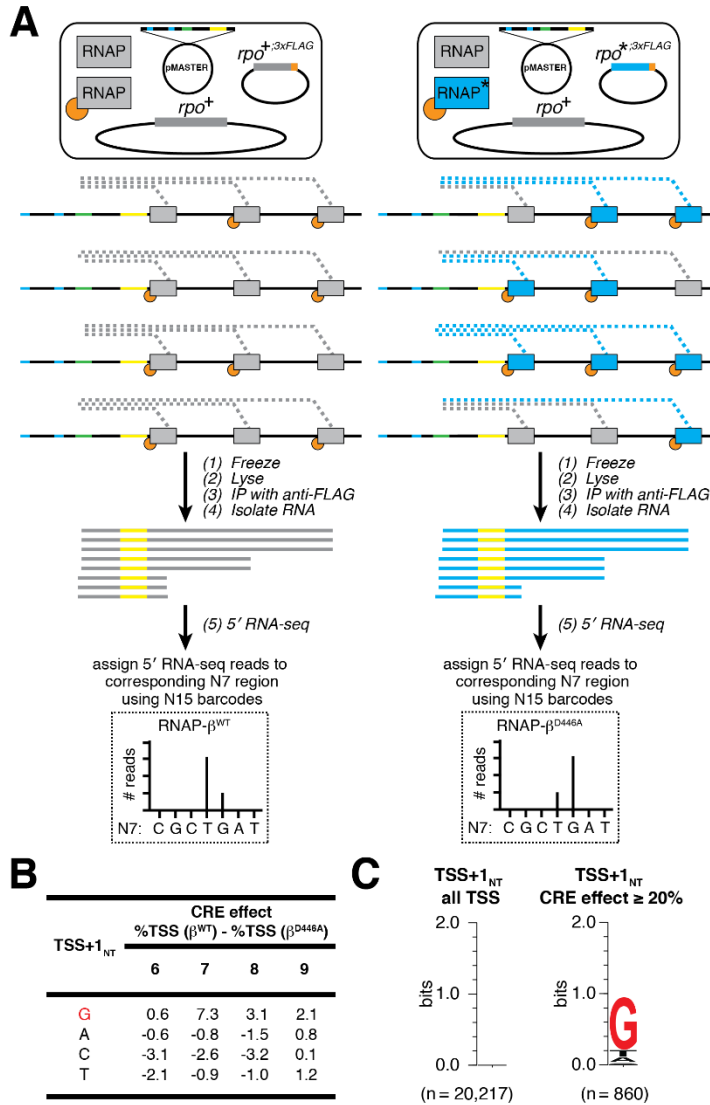 A
RNAP
RNAP
pMASTER
rpo+;3xFLAG
rpo+
RNAP
RNAP*
pMASTER
rpo*;3xFLAG
rpo+
(1) Freeze
(2) Lyse
(3) IP with anti-FLAG
(4) Isolate RNA
(1) Freeze
(2) Lyse
(3) IP with anti-FLAG
(4) Isolate RNA
(5) 5′ RNA-seq
(5) 5′ RNA-seq
assign 5′ RNA-seq reads to
corresponding N7 region
using N15 barcodes
assign 5′ RNA-seq reads to
corresponding N7 region
using N15 barcodes
RNAP-βWT
# reads
N7: C G C T G A T
RNAP-βD446A
# reads
N7: C G C T G A T
B
CRE effect
%TSS (βWT) - %TSS (βD446A)
TSS+1NT
6 7 8 9
G 0.6 7.3 3.1 2.1
A -0.6 -0.8 -1.5 0.8
C -3.1 -2.6 -3.2 0.1
T -2.1 -0.9 -1.0 1.2
C
TSS+1NT
all TSS
2.0
1.0
0.0
bits
(n = 20,217)
TSS+1NT
CRE effect ≥ 20%
2.0
1.0
0.0
bits
G
(n = 860)